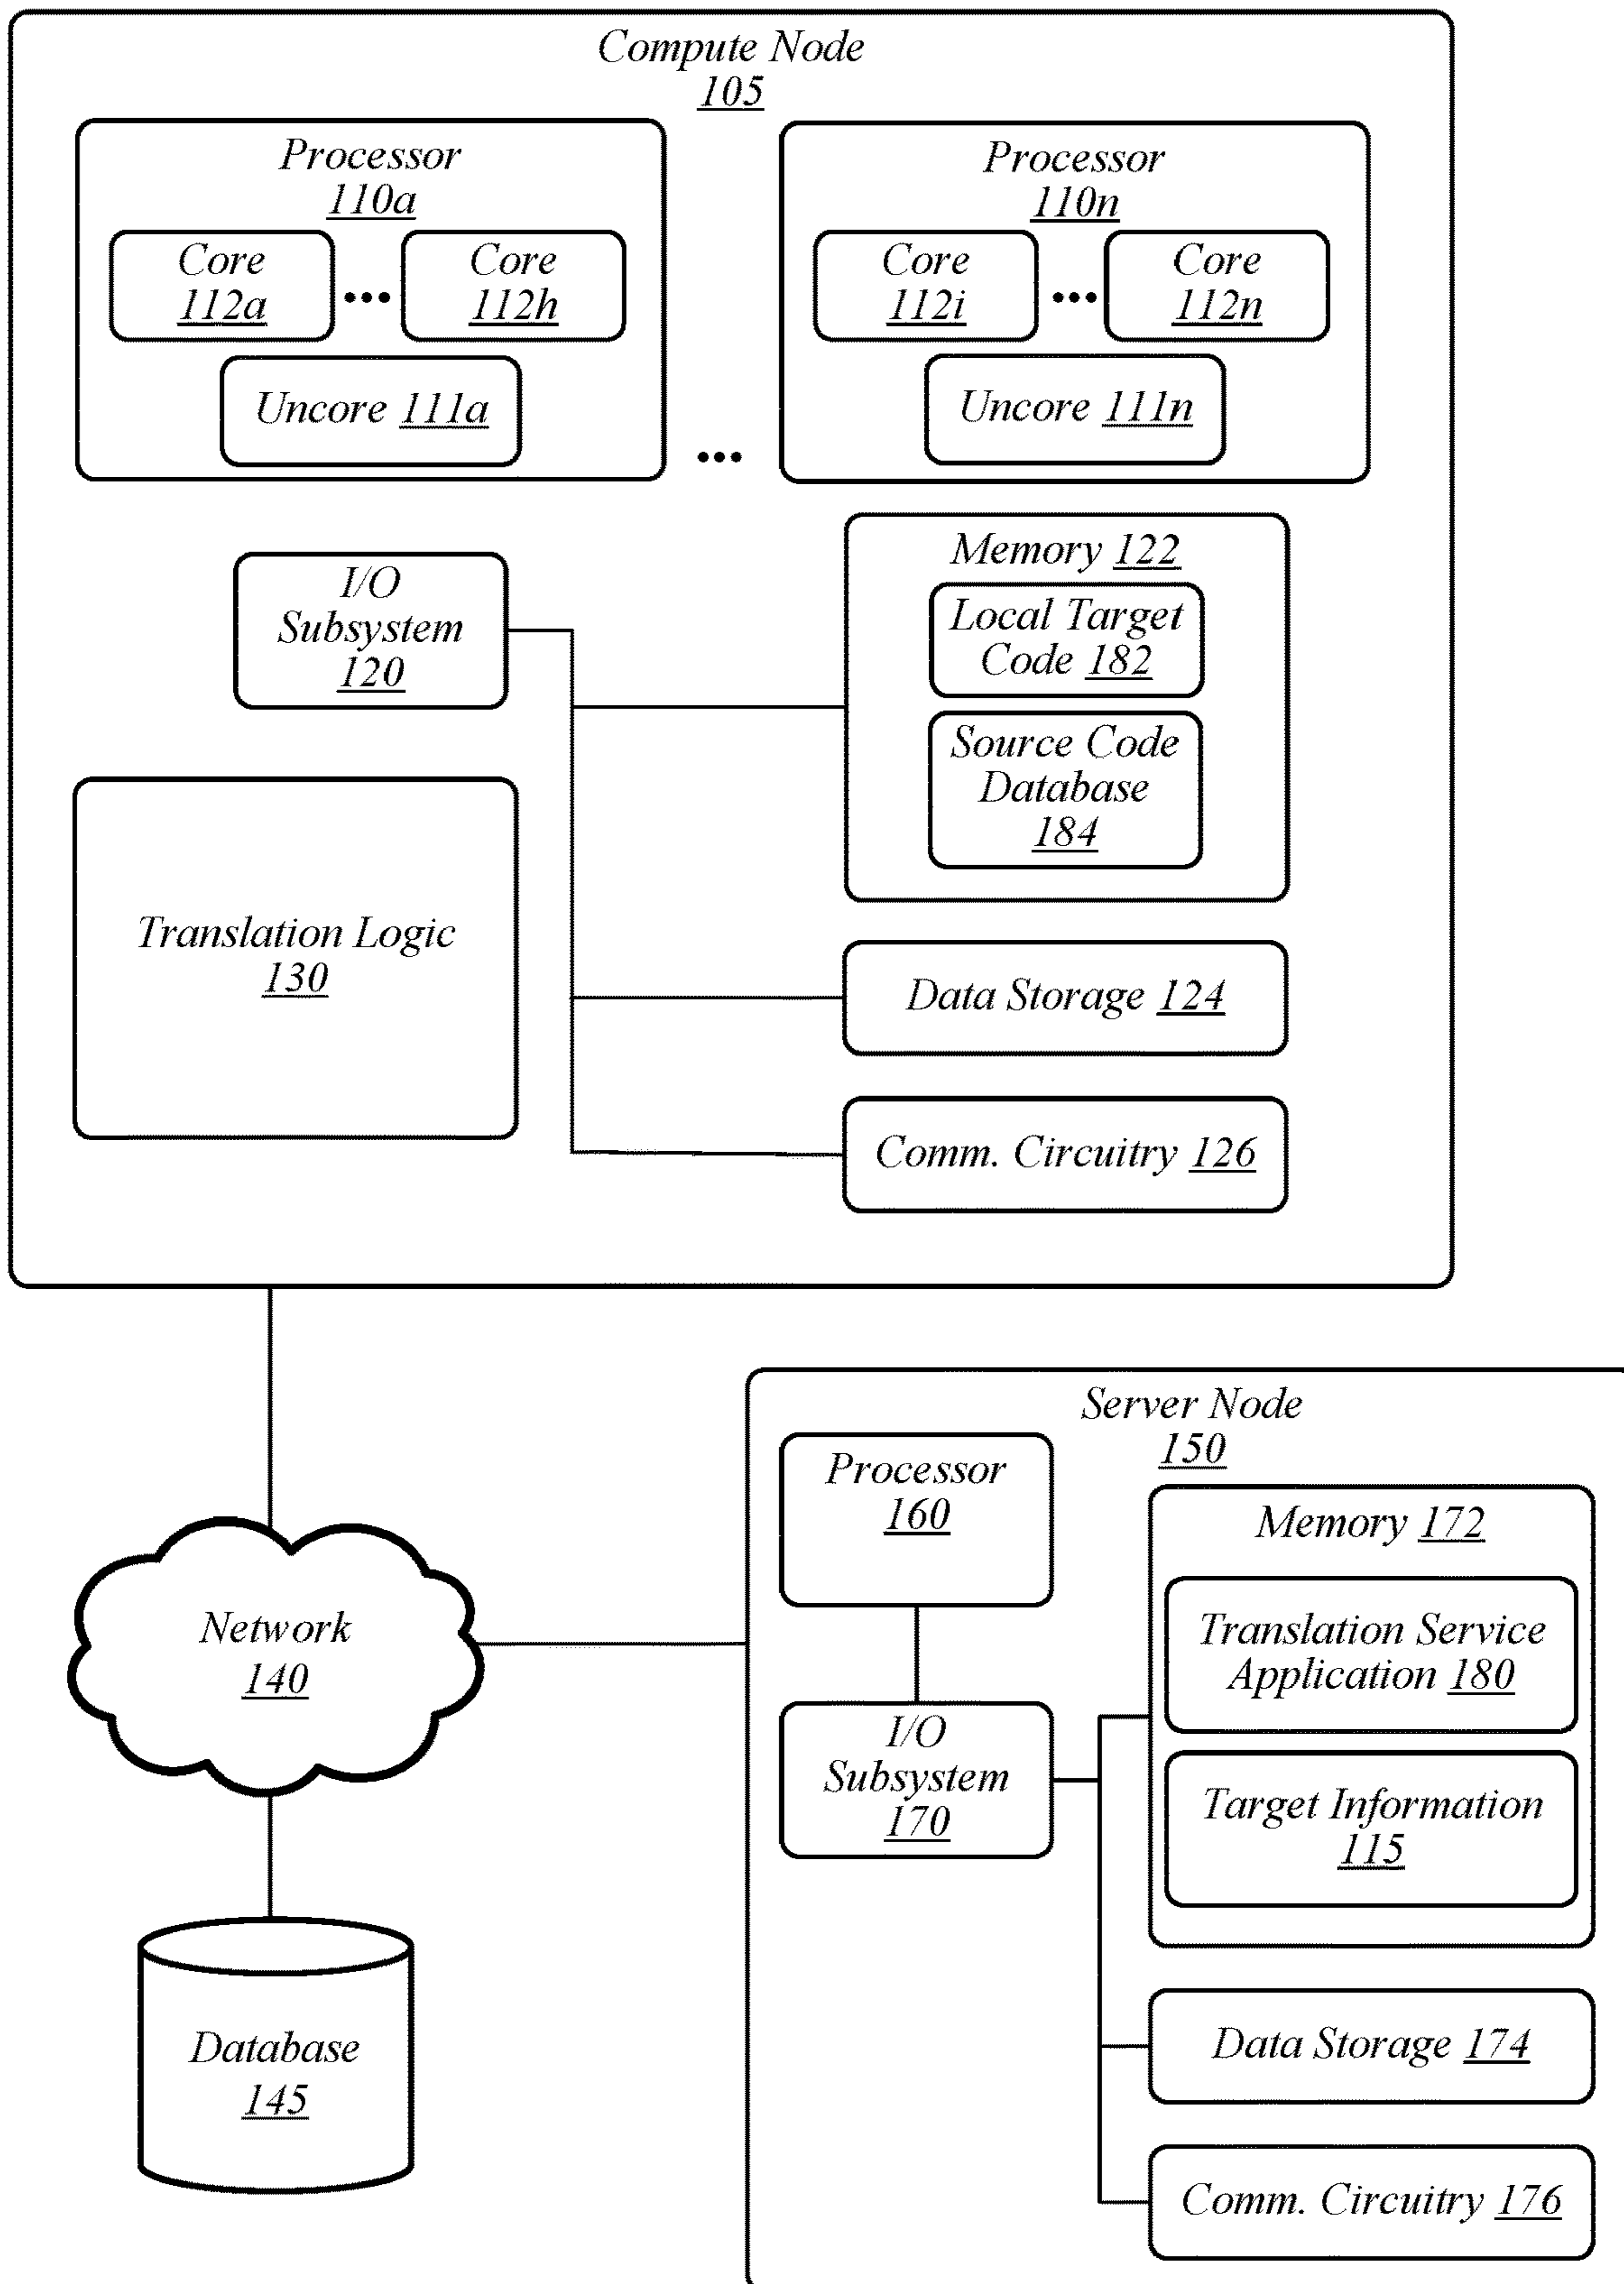 Compute Node
105
Processor
110a
Core
112a
Core
112h
Uncore 111a
Processor
110n
Core
112i
Core
112n
Uncore 111n
I/O
Subsystem
120
Memory 122
Local Target
Code 182
Source Code
Database
184
Translation Logic
130
Data Storage 124
Comm. Circuitry 126
Network
140
Database
145
Server Node
150
Processor
160
I/O
Subsystem
170
Memory 172
Translation Service
Application 180
Target Information
115
Data Storage 174
Comm. Circuitry 176